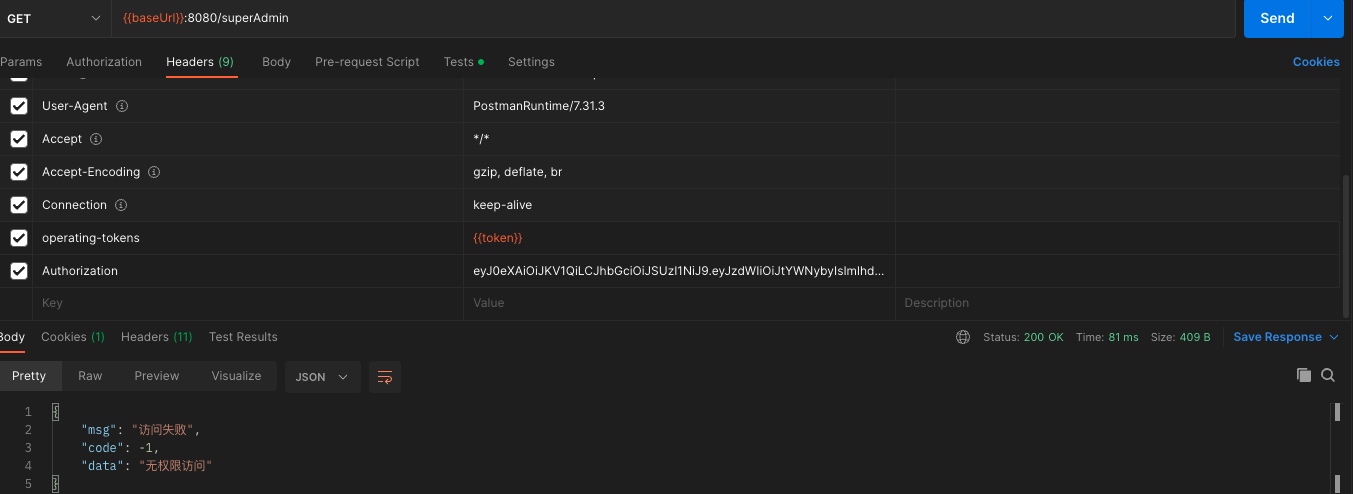 GET
{{baseUrl}}:8080/superAdmin
Send
Params Authorization Headers (9) Body Pre-request Script Tests Settings Cookies
User-Agent PostmanRuntime/7.31.3
Accept */*
Accept-Encoding gzip, deflate, br
Connection keep-alive
operating-tokens {{token}}
Authorization eyJ0eXAiOiJKV1QiLCJhbGciOiJSUzI1NiJ9.eyJzdWIiOiJtYWNybyIsImlhd...
Key Value Description
Body Cookies (1) Headers (11) Test Results Status: 200 OK Time: 81 ms Size: 409 B Save Response
Pretty Raw Preview Visualize JSON
1 {
2 "msg": "访问失败",
3 "code": -1,
4 "data": "无权限访问"
5 }